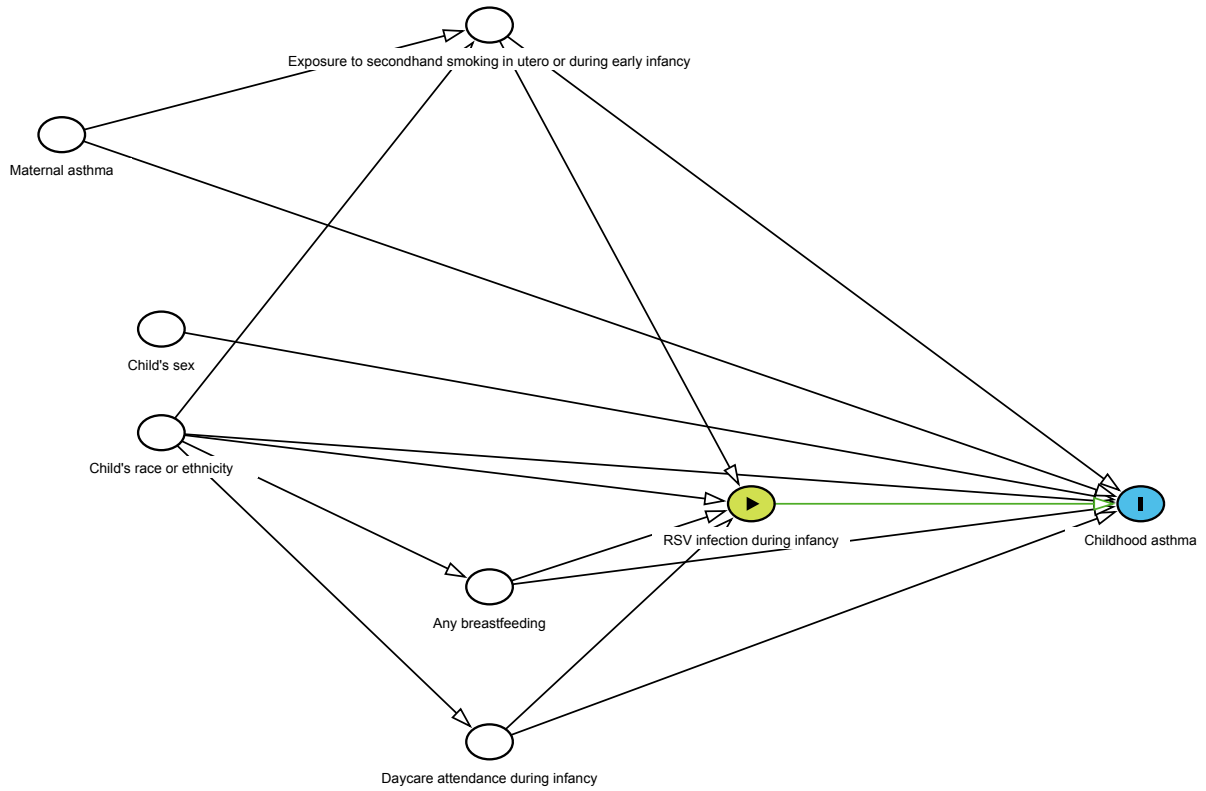 Exposure to secondhand smoking in utero or during early infancy
Maternal asthma
Child's sex
Child's race or ethnicity
RSV infection during infancy
Childhood asthma
Any breastfeeding
Daycare attendance during infancy